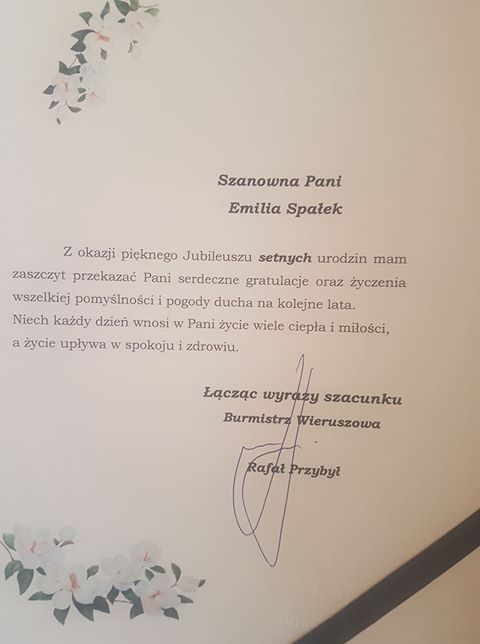 Szanowna Pani
Emilia Spałek
Z okazji pięknego Jubileuszu setnych urodzin mam
zaszczyt przekazać Pani serdeczne gratulacje oraz życzenia
wszelkiej pomyślności i pogody ducha na kolejne lata.
Niech każdy dzień wnosi w Pani życie wiele ciepła i miłości,
a życie upływa w spokoju i zdrowiu.
Łącząc wyrazy szacunku
Burmistrz Wieruszowa
Rafał Przybył